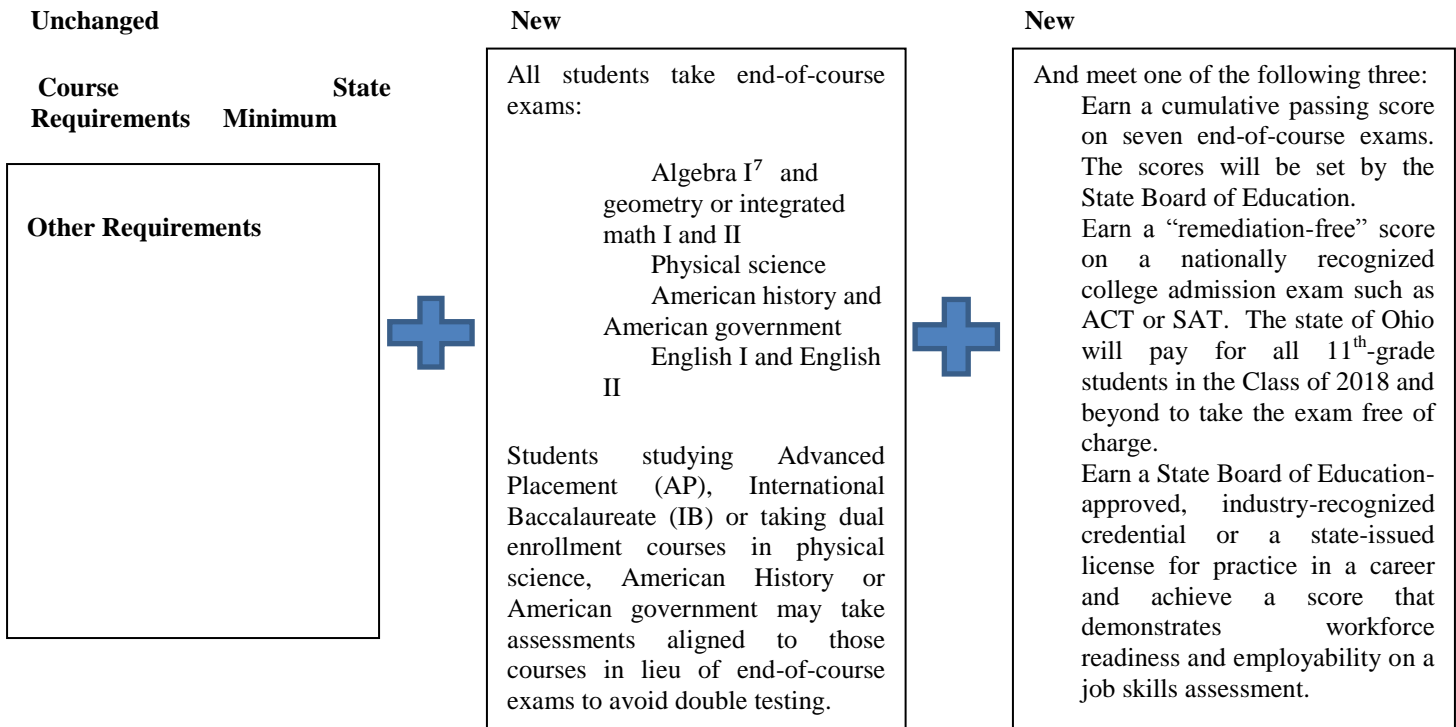 Unchanged
Course State
Requirements Minimum
Other Requirements
New
All students take end-of-course
exams:
Algebra I⁷ and
geometry or integrated
math I and II
Physical science
American history and
American government
English I and English
II
Students studying Advanced
Placement (AP), International
Baccalaureate (IB) or taking dual
enrollment courses in physical
science, American History or
American government may take
assessments aligned to those
courses in lieu of end-of-course
exams to avoid double testing.
New
And meet one of the following three:
Earn a cumulative passing score
on seven end-of-course exams.
The scores will be set by the
State Board of Education.
Earn a “remediation-free” score
on a nationally recognized
college admission exam such as
ACT or SAT. The state of Ohio
will pay for all 11th-grade
students in the Class of 2018 and
beyond to take the exam free of
charge.
Earn a State Board of Education-
approved, industry-recognized
credential or a state-issued
license for practice in a career
and achieve a score that
demonstrates workforce
readiness and employability on a
job skills assessment.